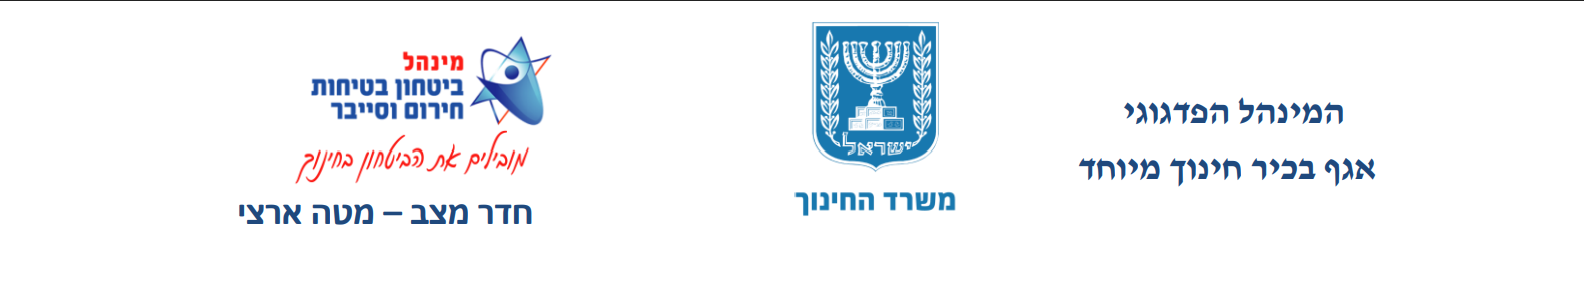 המינהל הפדגוגי
אגף בכיר חינוך מיוחד
ישראל
משרד החינוך
מינהל
ביטחון בטיחות
חירום וסייבר
מובילים את הביטחון בחינוך
חדר מצב – מטה ארצי